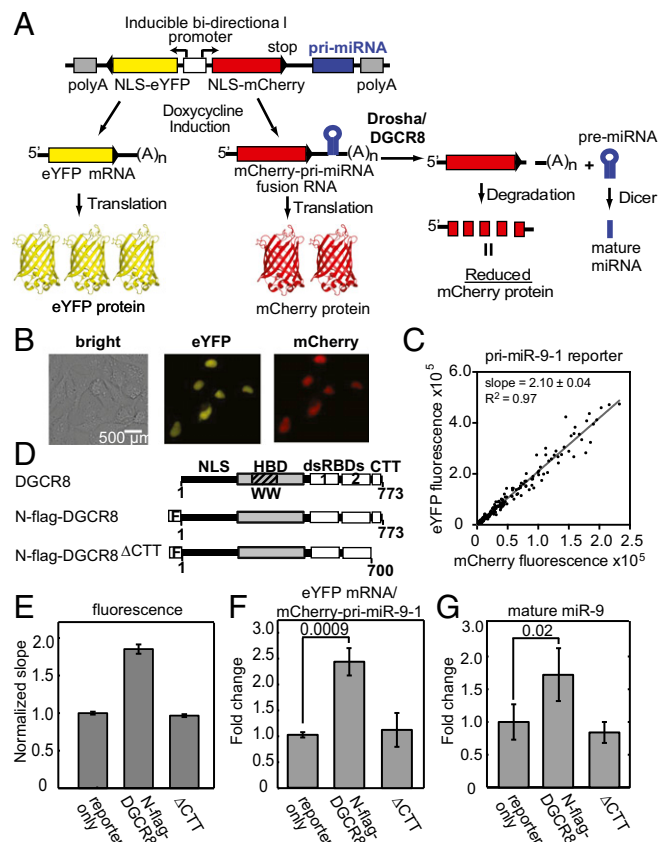 A
Inducible bi-directiona l
promoter
stop
pri-miRNA
polyA
NLS-eYFP
NLS-mCherry
polyA
Doxycycline
Induction
Drosha/
DGCR8
pre-miRNA
5'
(A)n
5'
(A)n
5'
(A)n
+
eYFP mRNA
mCherry-pri-miRNA
fusion RNA
Translation
Translation
Degradation
Dicer
5'
mature
miRNA
Reduced
mCherry protein
eYFP protein
mCherry protein
B
bright
eYFP
mCherry
500 µm
C
pri-miR-9-1 reporter
slope = 2.10 ± 0.04
R² = 0.97
eYFP fluorescence x10⁵
6.0
4.0
2.0
0
0 0.5 1.0 1.5 2.0 2.5
mCherry fluorescence x10⁵
D
NLS
HBD
dsRBDs
CTT
DGCR8
1
2
1
WW
773
N-flag-DGCR8
F
1
773
N-flag-DGCR8ΔCTT
F
1
700
E
fluorescence
Normalized slope
2.0
1.5
1.0
0.5
0
reporter only
N-flag-DGCR8
ΔCTT
F
eYFP mRNA/
mCherry-pri-miR-9-1
0.0009
Fold change
3.0
2.5
2.0
1.5
1.0
0.5
0
reporter only
N-flag-DGCR8
ΔCTT
G
mature miR-9
0.02
Fold change
2.5
2.0
1.5
1.0
0.5
0
reporter only
N-flag-DGCR8
ΔCTT